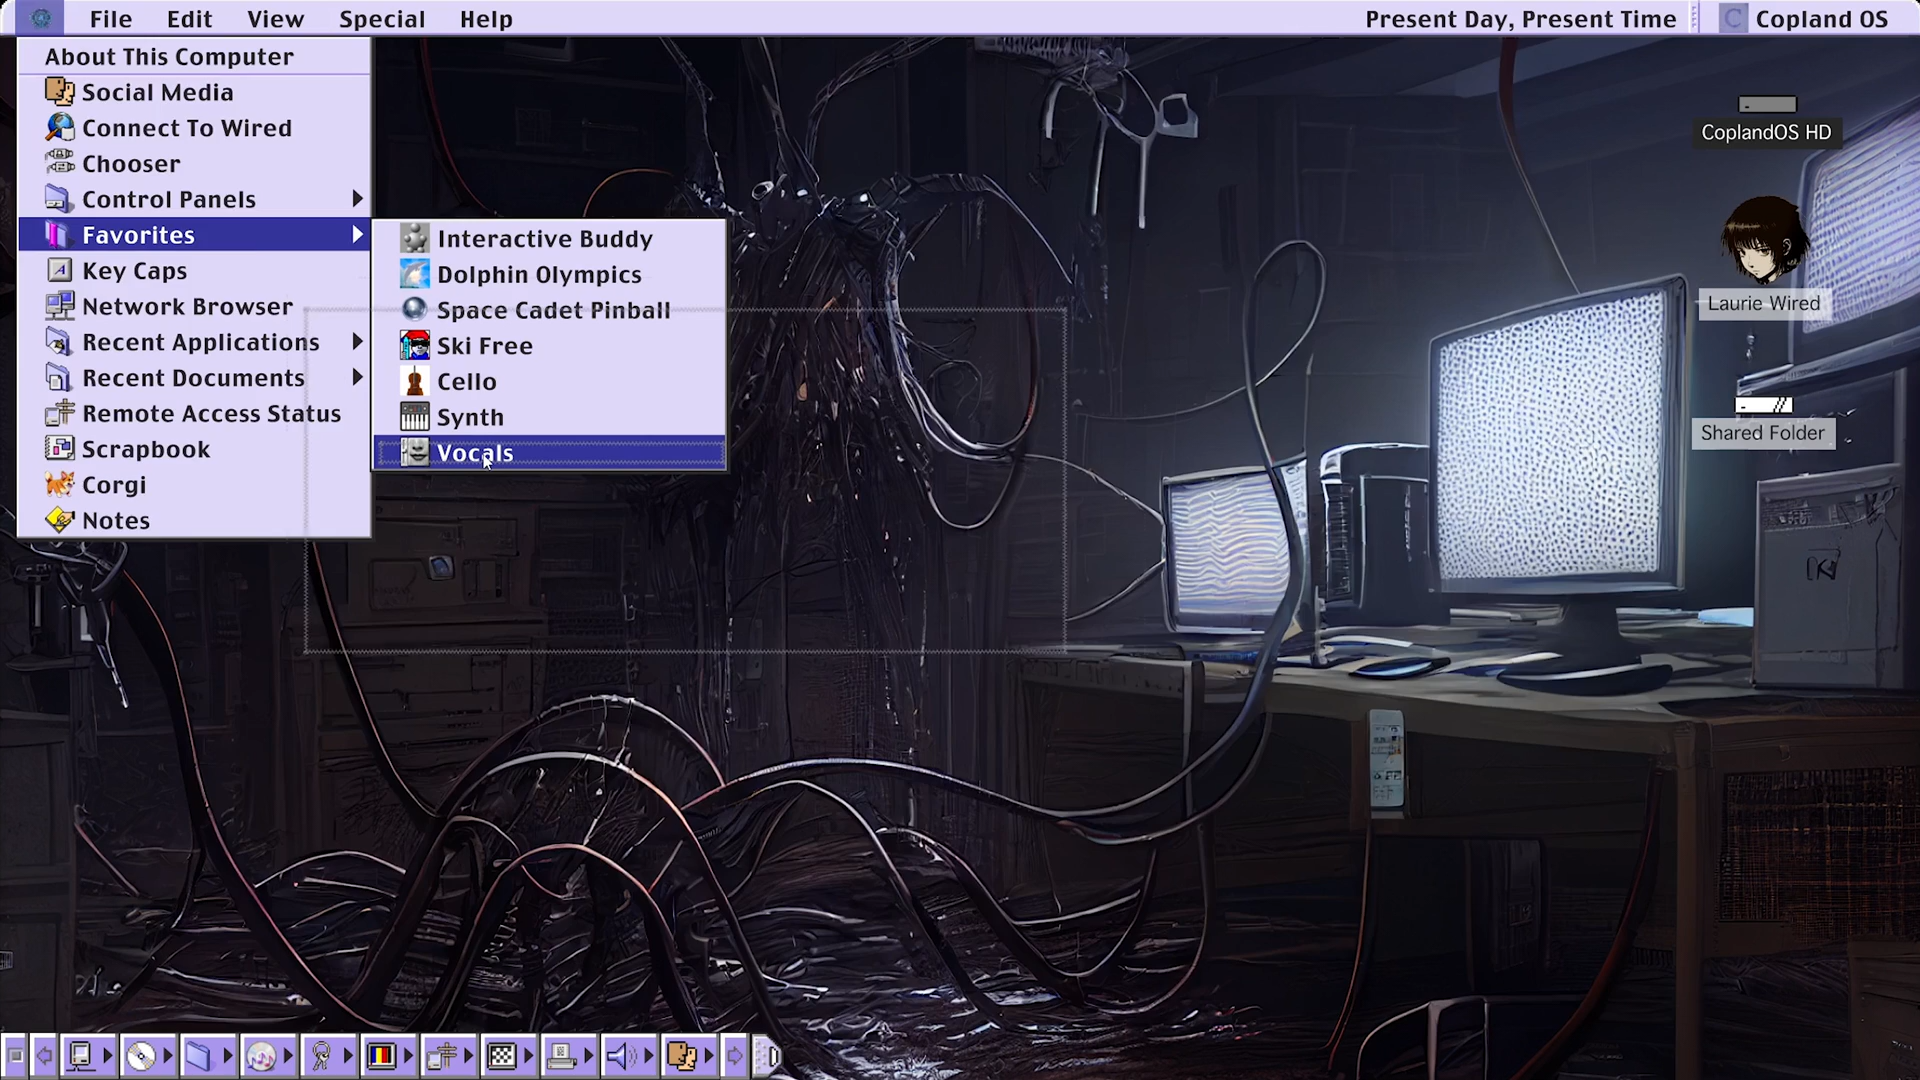 File Edit View Special Help
Present Day, Present Time
Copland OS
About This Computer
Social Media
Connect To Wired
Chooser
Control Panels
Favorites
Key Caps
Network Browser
Recent Applications
Recent Documents
Remote Access Status
Scrapbook
Corgi
Notes
Interactive Buddy
Dolphin Olympics
Space Cadet Pinball
Ski Free
Cello
Synth
Vocals
CoplandOS HD
Laurie Wired
Shared Folder